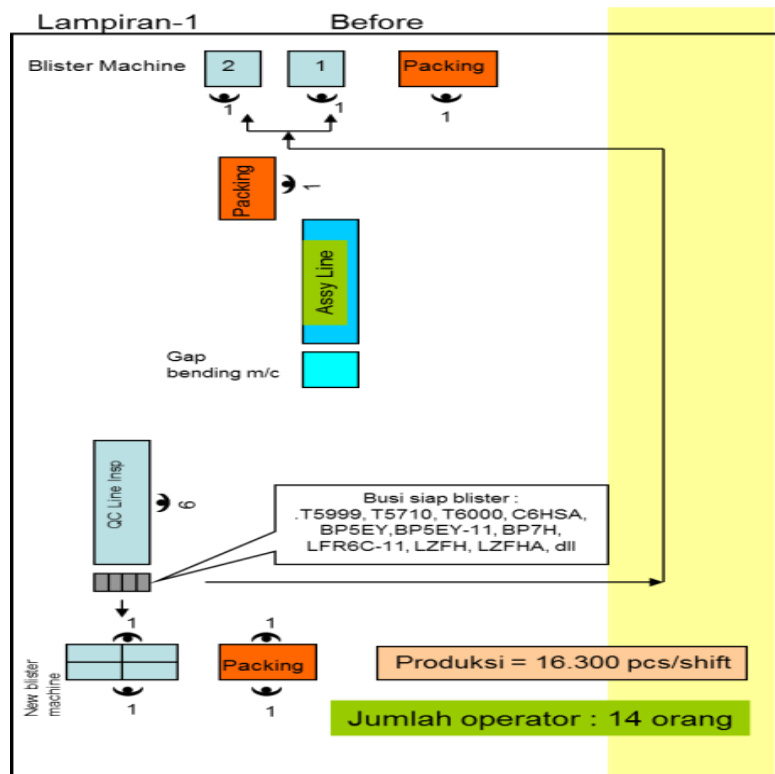 Lampiran-1 Before
Blister Machine 2 1 Packing
1 1 1
Packing 1
Assy Line
Gap
bending m/c
QC Line Insp 6
Busi siap blister :
.T5999, T5710, T6000, C6HSA,
BP5EY,BP5EY-11, BP7H,
LFR6C-11, LZFH, LZFHA, dll
1 1
New blister
machine
Packing
Produksi = 16.300 pcs/shift
1 1
Jumlah operator : 14 orang